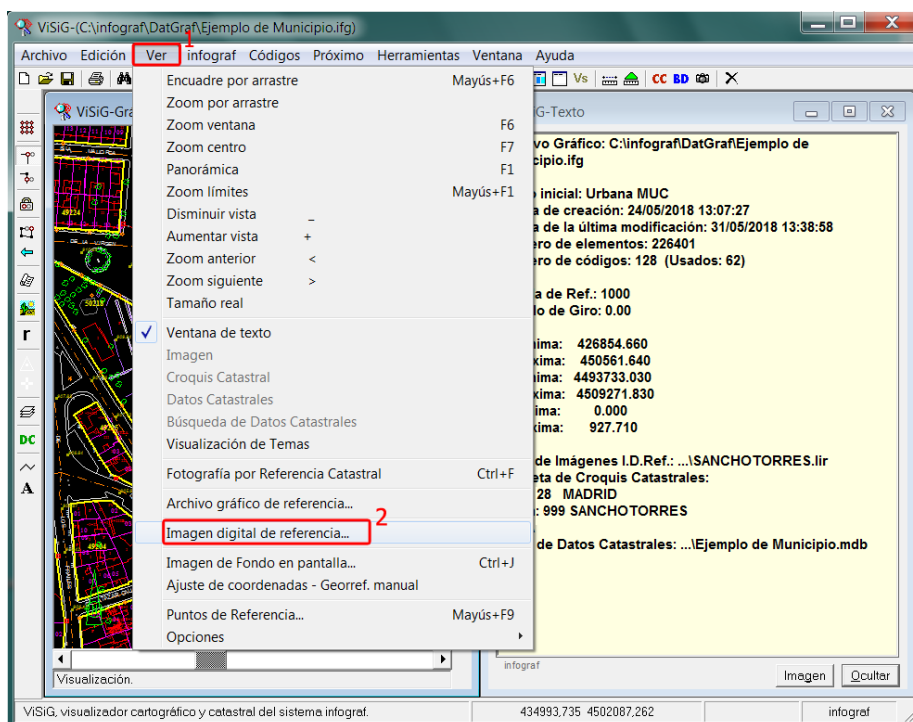 ViSiG-(C:\infograf\DatGraf\Ejemplo de Municipio.ifg)
1
Archivo Edición Ver infograf Códigos Próximo Herramientas Ventana Ayuda
Vs CC BD
ViSiG-Gra
G-Texto
Encuadre por arrastre Mayús+F6
Zoom por arrastre
Zoom ventana F6
Zoom centro F7
Panorámica F1
Zoom límites Mayús+F1
Disminuir vista _
Aumentar vista +
Zoom anterior <
Zoom siguiente >
Tamaño real
Ventana de texto
Imagen
Croquis Catastral
Datos Catastrales
Búsqueda de Datos Catastrales
Visualización de Temas
Fotografía por Referencia Catastral Ctrl+F
Archivo gráfico de referencia...
Imagen digital de referencia...
2
Imagen de Fondo en pantalla... Ctrl+J
Ajuste de coordenadas - Georref. manual
Puntos de Referencia... Mayús+F9
Opciones
vo Gráfico: C:\infograf\DatGraf\Ejemplo de
cipio.ifg
inicial: Urbana MUC
a de creación: 24/05/2018 13:07:27
a de la última modificación: 31/05/2018 13:38:58
ero de elementos: 226401
ero de códigos: 128 (Usados: 62)
a de Ref.: 1000
lo de Giro: 0.00
nima: 426854.660
xima: 450561.640
nima: 4493733.030
xima: 4509271.830
ima: 0.000
xima: 927.710
de Imágenes I.D.Ref.: ...\SANCHOTORRES.lir
eta de Croquis Catastrales:
28 MADRID
: 999 SANCHOTORRES
de Datos Catastrales: ...\Ejemplo de Municipio.mdb
r
DC
A
49224
50218
49204
infograf
Imagen Ocultar
Visualización.
ViSiG, visualizador cartográfico y catastral del sistema infograf. 434993,735 4502087,262 infograf